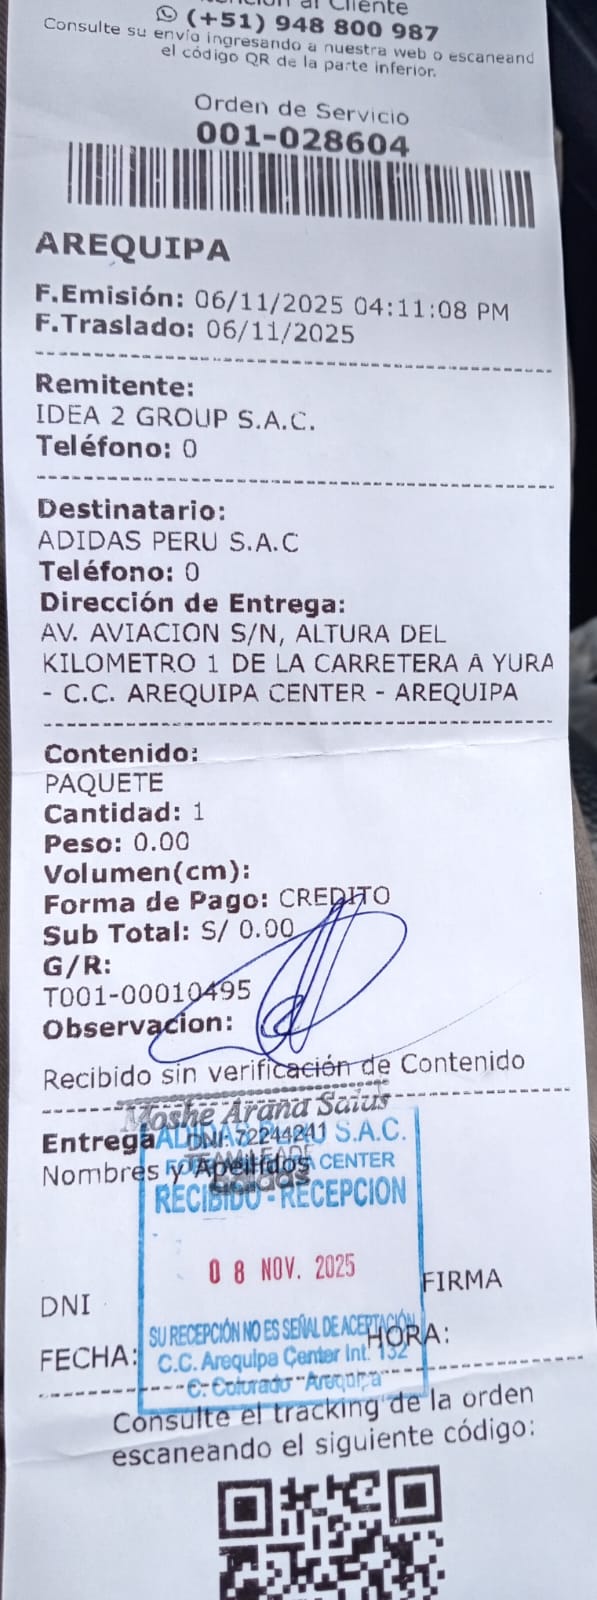 al Cliente
(+51) 948 800 987
Consulte su envío ingresando a nuestra web o escaneand
el código QR de la parte inferior.
Orden de Servicio
001-028604
AREQUIPA
F.Emisión: 06/11/2025 04:11:08 PM
F.Traslado: 06/11/2025
Remitente:
IDEA 2 GROUP S.A.C.
Teléfono: 0
Destinatario:
ADIDAS PERU S.A.C
Teléfono: 0
Dirección de Entrega:
AV. AVIACION S/N, ALTURA DEL
KILOMETRO 1 DE LA CARRETERA A YURA
- C.C. AREQUIPA CENTER - AREQUIPA
Contenido:
PAQUETE
Cantidad: 1
Peso: 0.00
Volumen(cm):
Forma de Pago: CREDITO
Sub Total: S/ 0.00
G/R:
T001-00010495
Observacion:
Recibido sin verificación de Contenido
Moshe Arana Salus
DNI: 72244241
Entrega
ADIDAS PERU S.A.C.
Nombres y Apellidos
CENTER
adidas
RECIBIDO - RECEPCION
08 NOV. 2025
FIRMA
DNI
SU RECEPCIÓN NO ES SEÑAL DE ACEPTACIÓN
HORA:
FECHA:
C.C. Arequipa Center Int. 132
C. Colorado - Arequipa
Consulte el tracking de la orden
escaneando el siguiente código: